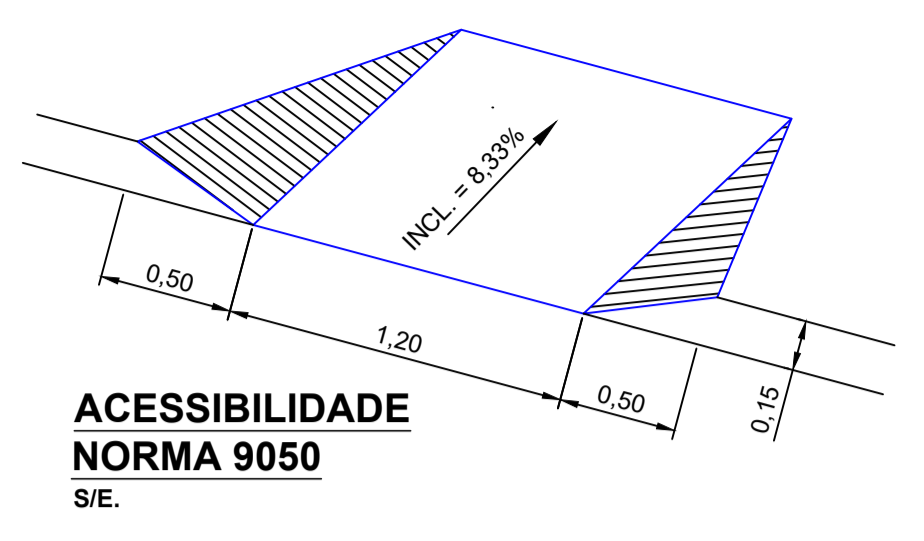 INCL. = 8,33%
0,50
1,20
0,50
0,15
ACESSIBILIDADE
NORMA 9050
S/E.